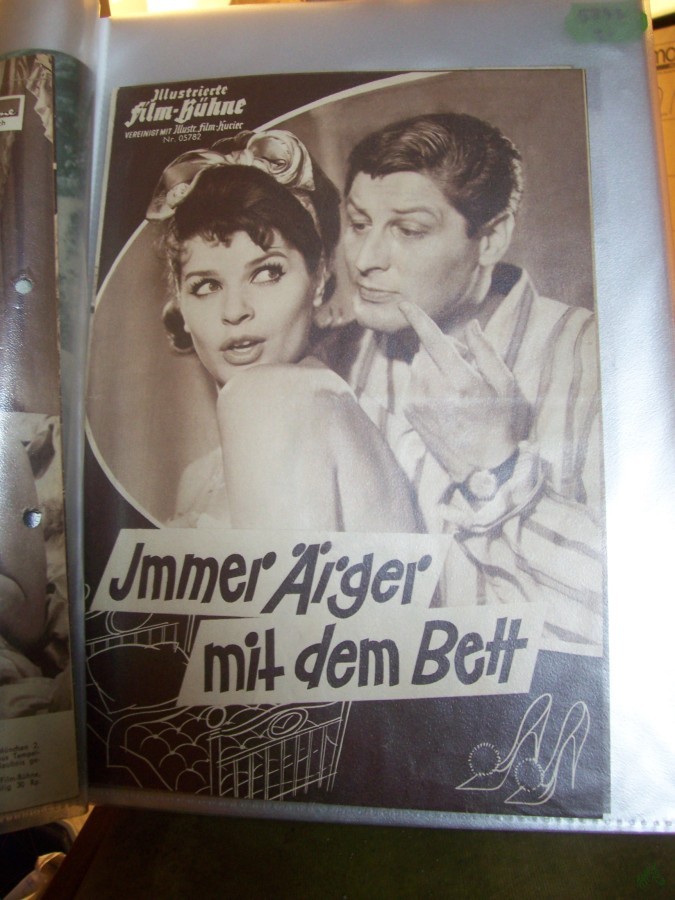 Illustrierte
Film-Bühne
VEREINIGT MIT Illustr. Film-Kurier
Nr. 05782
Jmmer Ärger
mit dem Bett